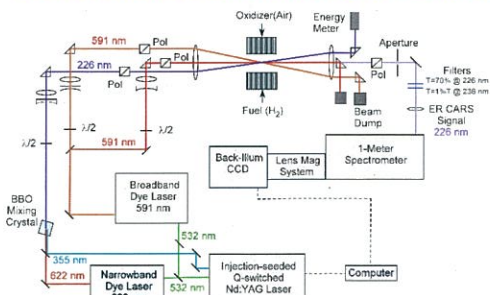 Oxidizer(Air)
Energy
Meter
591 nm
Pol
Pol
Aperture
226 nm
Pol
Pol
Filters
T=70% @ 226 nm
T=1% @ 238 nm
Fuel (H₂)
Beam
Dump
ER CARS
Signal
226 nm
λ/2
λ/2
λ/2
591 nm
Back-Illum
CCD
Lens Mag
System
1-Meter
Spectrometer
Broadband
Dye Laser
591 nm
BBO
Mixing
Crystal
532 nm
355 nm
Injection-seeded
Q-switched
Nd:YAG Laser
Computer
622 nm
Narrowband
Dye Laser
532 nm